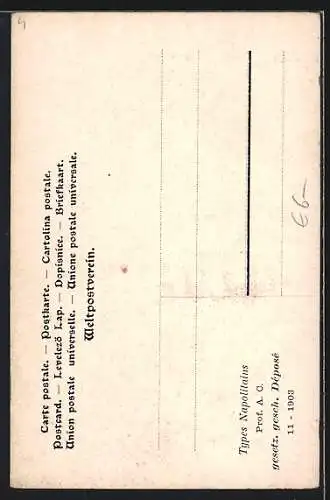 Carte postale. — Postkarte. — Cartolina postale.
Postcard. — Levelező Lap. — Dopisnice. — Briefkaart.
Union postale universelle. — Unione postale universale.
Weltpostverein.
Types Napolitains
Prof. A. C.
gesetz. gesch. Déposé
11 - 1903
€ 6—